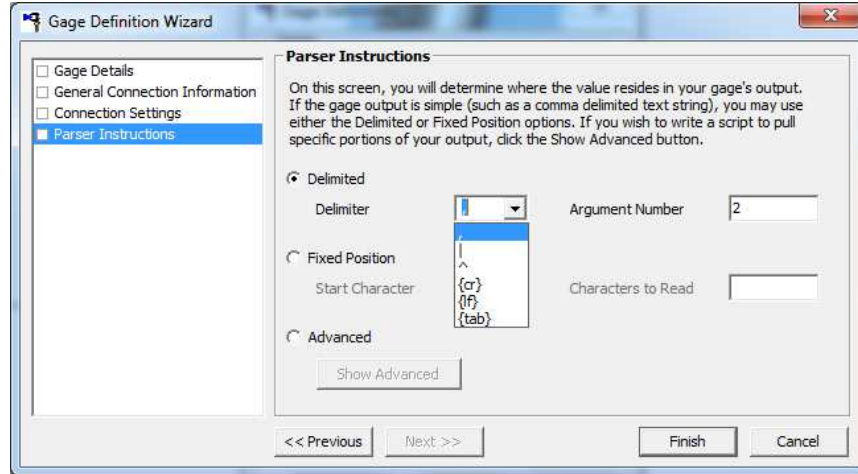 Gage Definition Wizard
Gage Details
General Connection Information
Connection Settings
Parser Instructions
Parser Instructions
On this screen, you will determine where the value resides in your gage's output.
If the gage output is simple (such as a comma delimited text string), you may use
either the Delimited or Fixed Position options. If you wish to write a script to pull
specific portions of your output, click the Show Advanced button.
Delimited
Delimiter , Argument Number 2
,
|
^
{cr}
{lf}
{tab}
Fixed Position
Start Character Characters to Read
Advanced
Show Advanced
<< Previous Next >> Finish Cancel